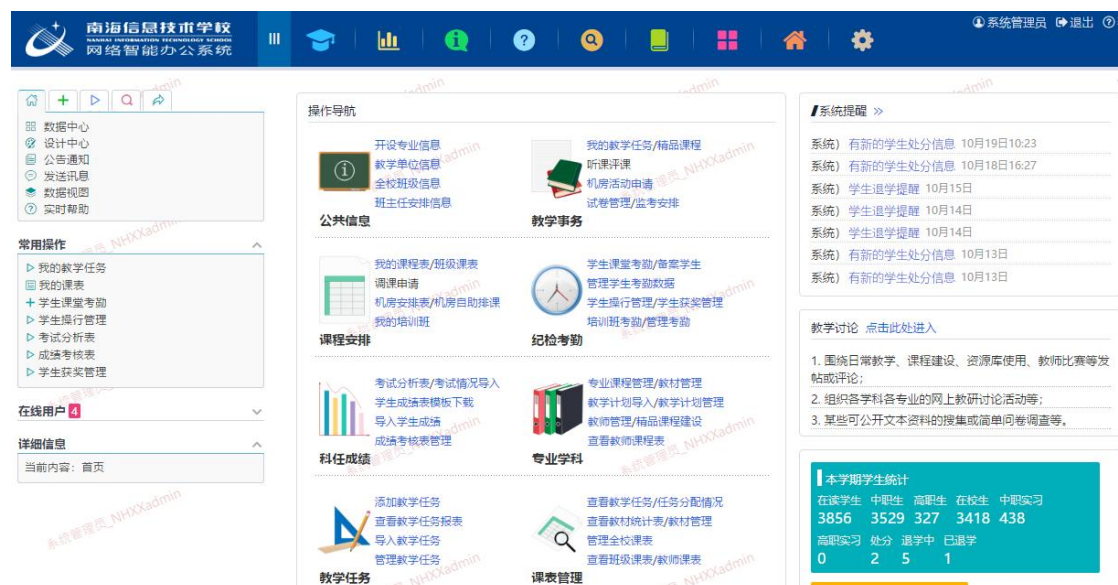 南海信息技术学校
NANHAI INFORMATION TECHNOLOGY SCHOOL
网络智能办公系统
系统管理员 退出
数据中心
设计中心
公告通知
发送讯息
数据视图
实时帮助
常用操作
我的教学任务
我的课表
学生课堂考勤
学生操行管理
考试分析表
成绩考核表
学生获奖管理
在线用户 4
详细信息
当前内容：首页
操作导航
开设专业信息
教学单位信息
全校班级信息
班主任安排信息
公共信息
我的教学任务/精品课程
听课评课
机房活动申请
试卷管理/监考安排
教学事务
我的课程表/班级课表
调课申请
机房安排表/机房自助排课
我的培训班
课程安排
学生课堂考勤/备案学生
管理学生考勤数据
学生操行管理/学生获奖管理
培训班考勤/管理考勤
纪检考勤
考试分析表/考试情况导入
学生成绩表模板下载
导入学生成绩
成绩考核表管理
科任成绩
专业课程管理/教材管理
教学计划导入/教学计划管理
教师管理/精品课程建设
查看教师课程表
专业学科
添加教学任务
查看教学任务报表
导入教学任务
管理教学任务
教学任务
查看教学任务/任务分配情况
查看教材统计表/教材管理
管理全校课表
查看班级课表/教师课表
课表管理
系统提醒 »
系统） 有新的学生处分信息 10月19日10:23
系统） 有新的学生处分信息 10月18日16:27
系统） 学生退学提醒 10月15日
系统） 学生退学提醒 10月14日
系统） 学生退学提醒 10月14日
系统） 有新的学生处分信息 10月13日
系统） 有新的学生处分信息 10月13日
教学讨论 点击此处进入
1. 围绕日常教学、课程建设、资源库使用、教师比赛等发
帖或评论；
2. 组织各学科各专业的网上教研讨论活动等；
3. 某些可公开文本资料的搜集或简单问卷调查等。
本学期学生统计
在读学生 中职生 高职生 在校生 中职实习
3856 3529 327 3418 438
高职实习 处分 退学中 已退学
0 2 5 1
系统管理员_NHXXadmin